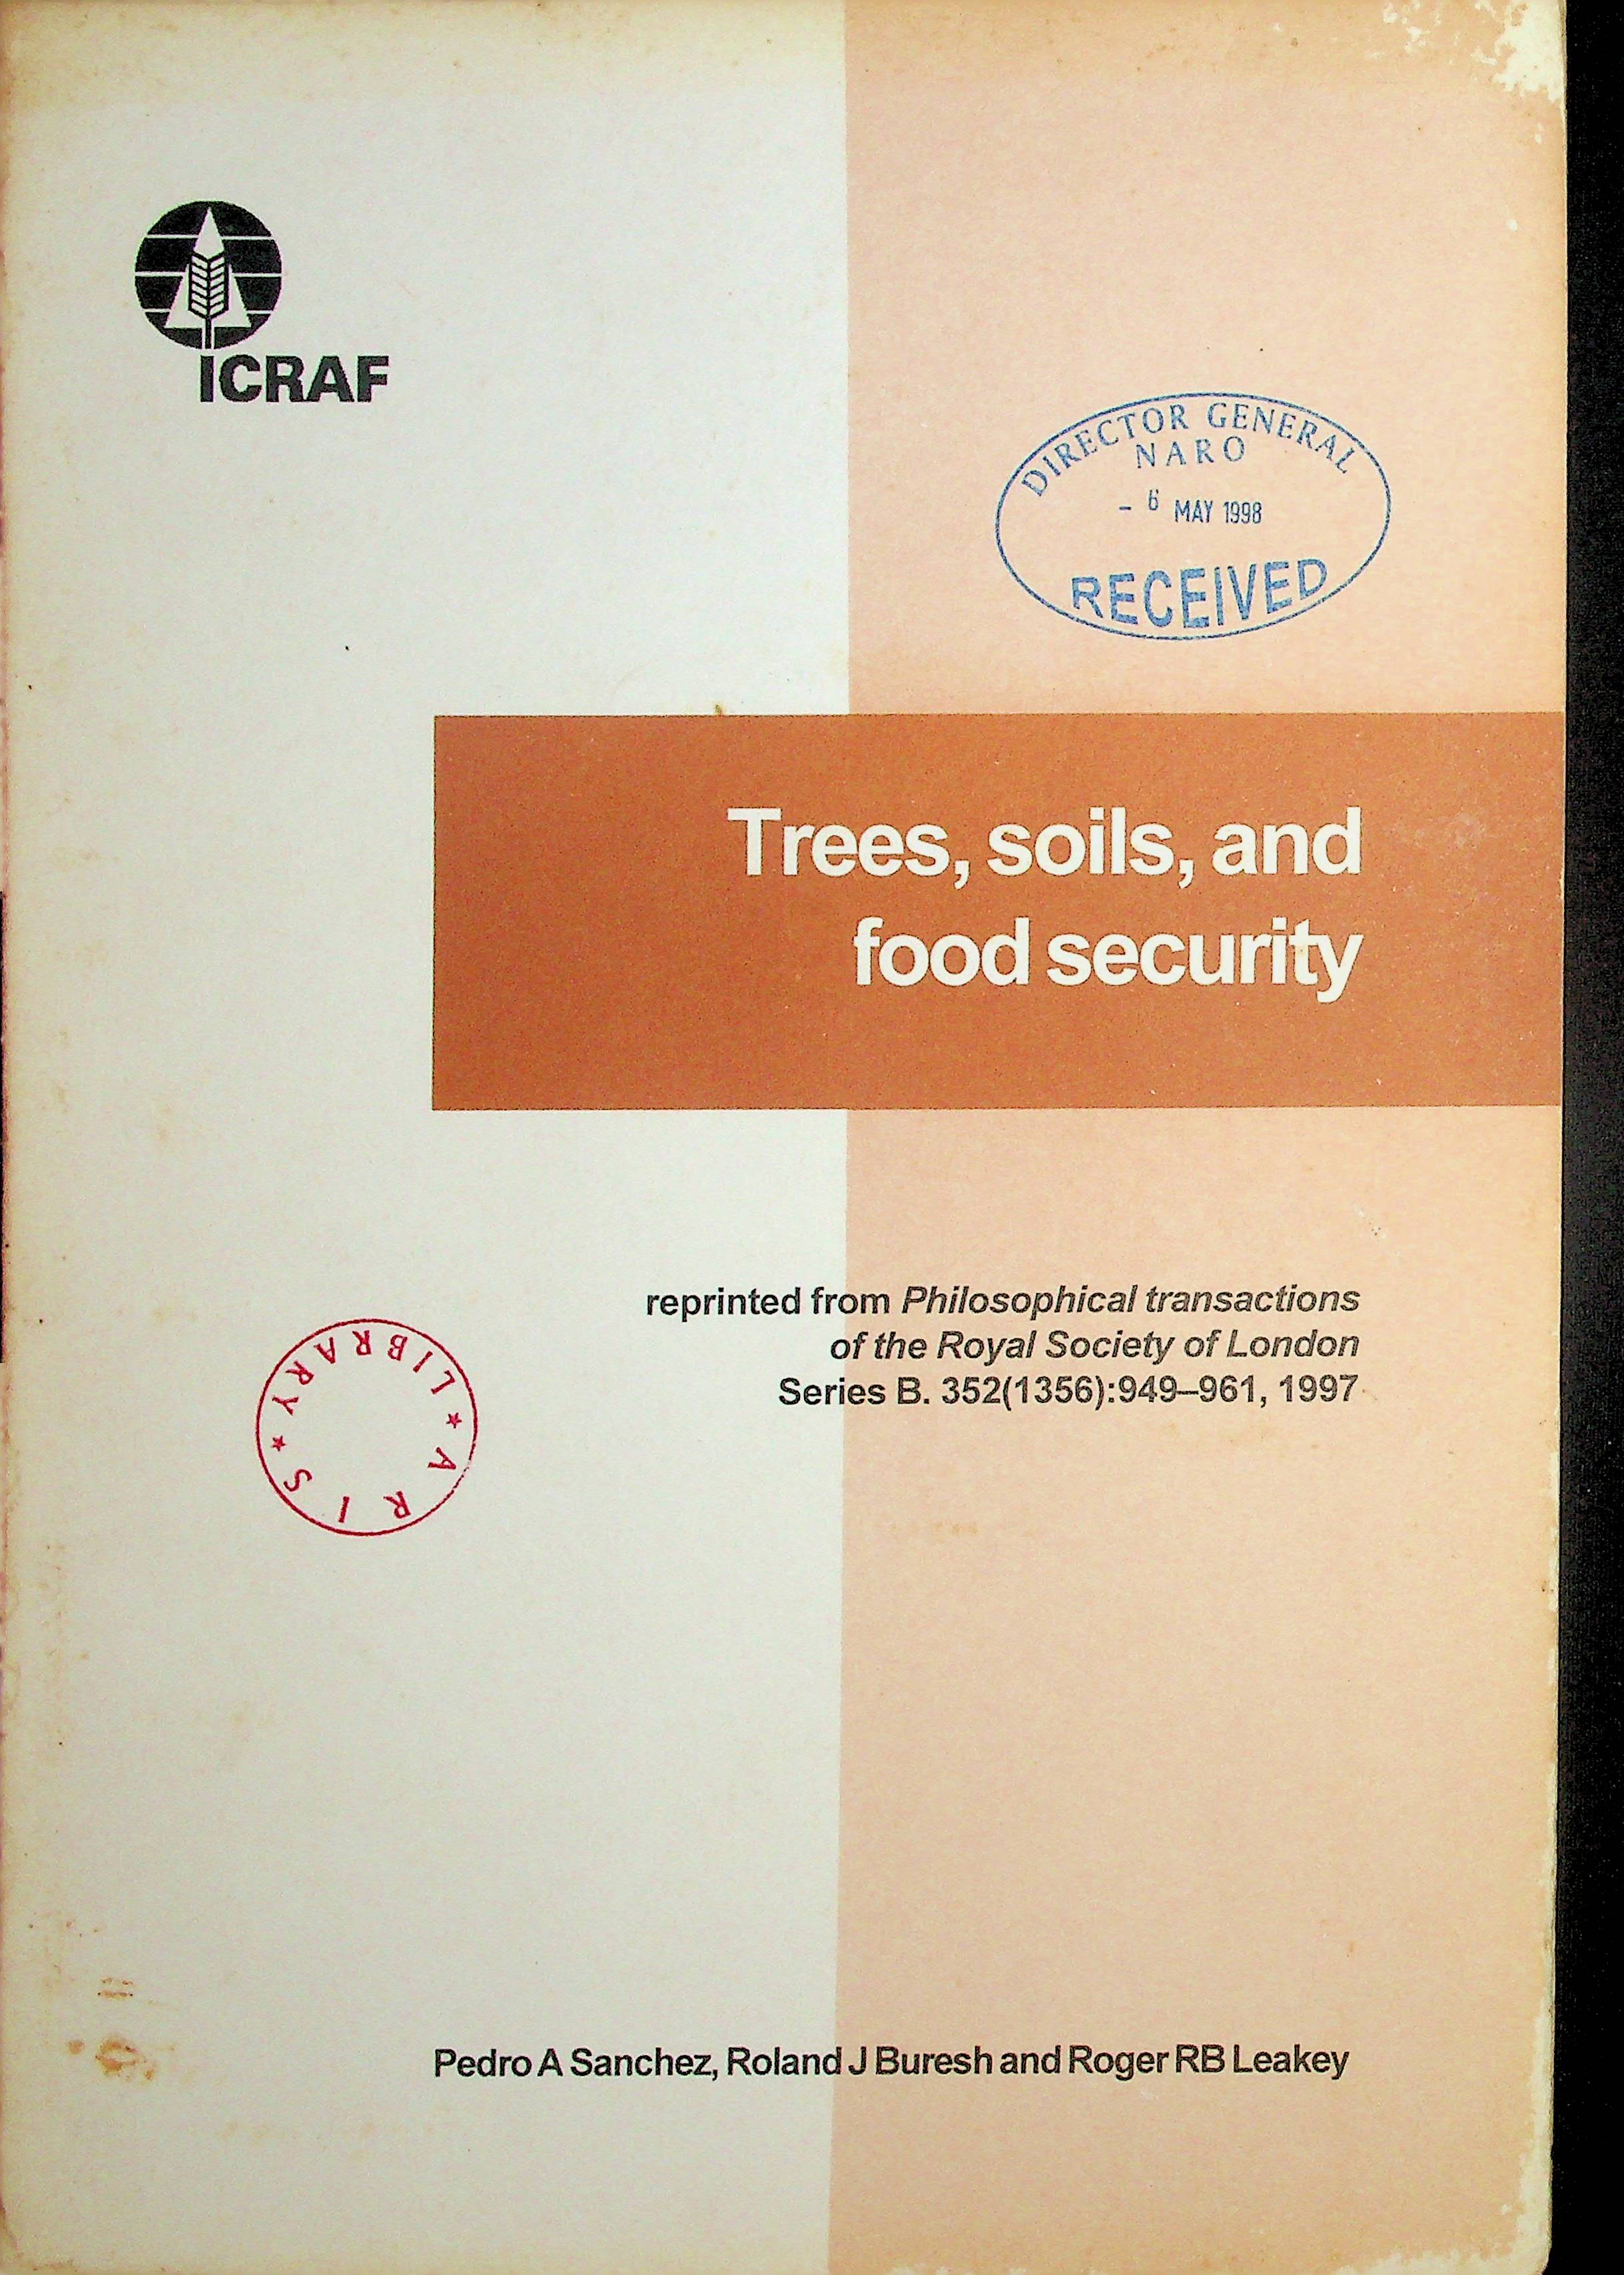 ICRAF
DIRECTOR GENERAL
NARO
- 6 MAY 1998
RECEIVED
Trees, soils, and
food security
reprinted from Philosophical transactions
of the Royal Society of London
Series B. 352(1356):949–961, 1997
ARIS
LIBRARY
Pedro A Sanchez, Roland J Buresh and Roger RB Leakey